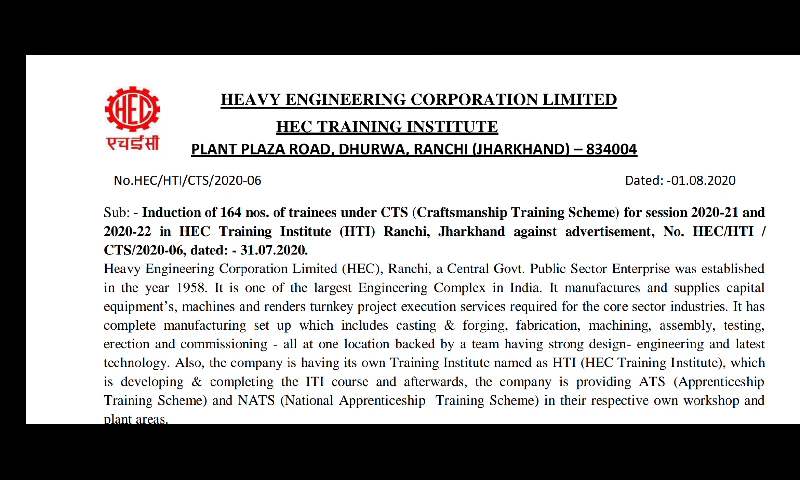 HEC
एचईसी
HEAVY ENGINEERING CORPORATION LIMITED
HEC TRAINING INSTITUTE
PLANT PLAZA ROAD, DHURWA, RANCHI (JHARKHAND) – 834004
No.HEC/HTI/CTS/2020-06 Dated: -01.08.2020
Sub: - Induction of 164 nos. of trainees under CTS (Craftsmanship Training Scheme) for session 2020-21 and
2020-22 in HEC Training Institute (HTI) Ranchi, Jharkhand against advertisement, No. HEC/HTI /
CTS/2020-06, dated: - 31.07.2020.
Heavy Engineering Corporation Limited (HEC), Ranchi, a Central Govt. Public Sector Enterprise was established
in the year 1958. It is one of the largest Engineering Complex in India. It manufactures and supplies capital
equipment’s, machines and renders turnkey project execution services required for the core sector industries. It has
complete manufacturing set up which includes casting & forging, fabrication, machining, assembly, testing,
erection and commissioning - all at one location backed by a team having strong design- engineering and latest
technology. Also, the company is having its own Training Institute named as HTI (HEC Training Institute), which
is developing & completing the ITI course and afterwards, the company is providing ATS (Apprenticeship
Training Scheme) and NATS (National Apprenticeship Training Scheme) in their respective own workshop and
plant areas.